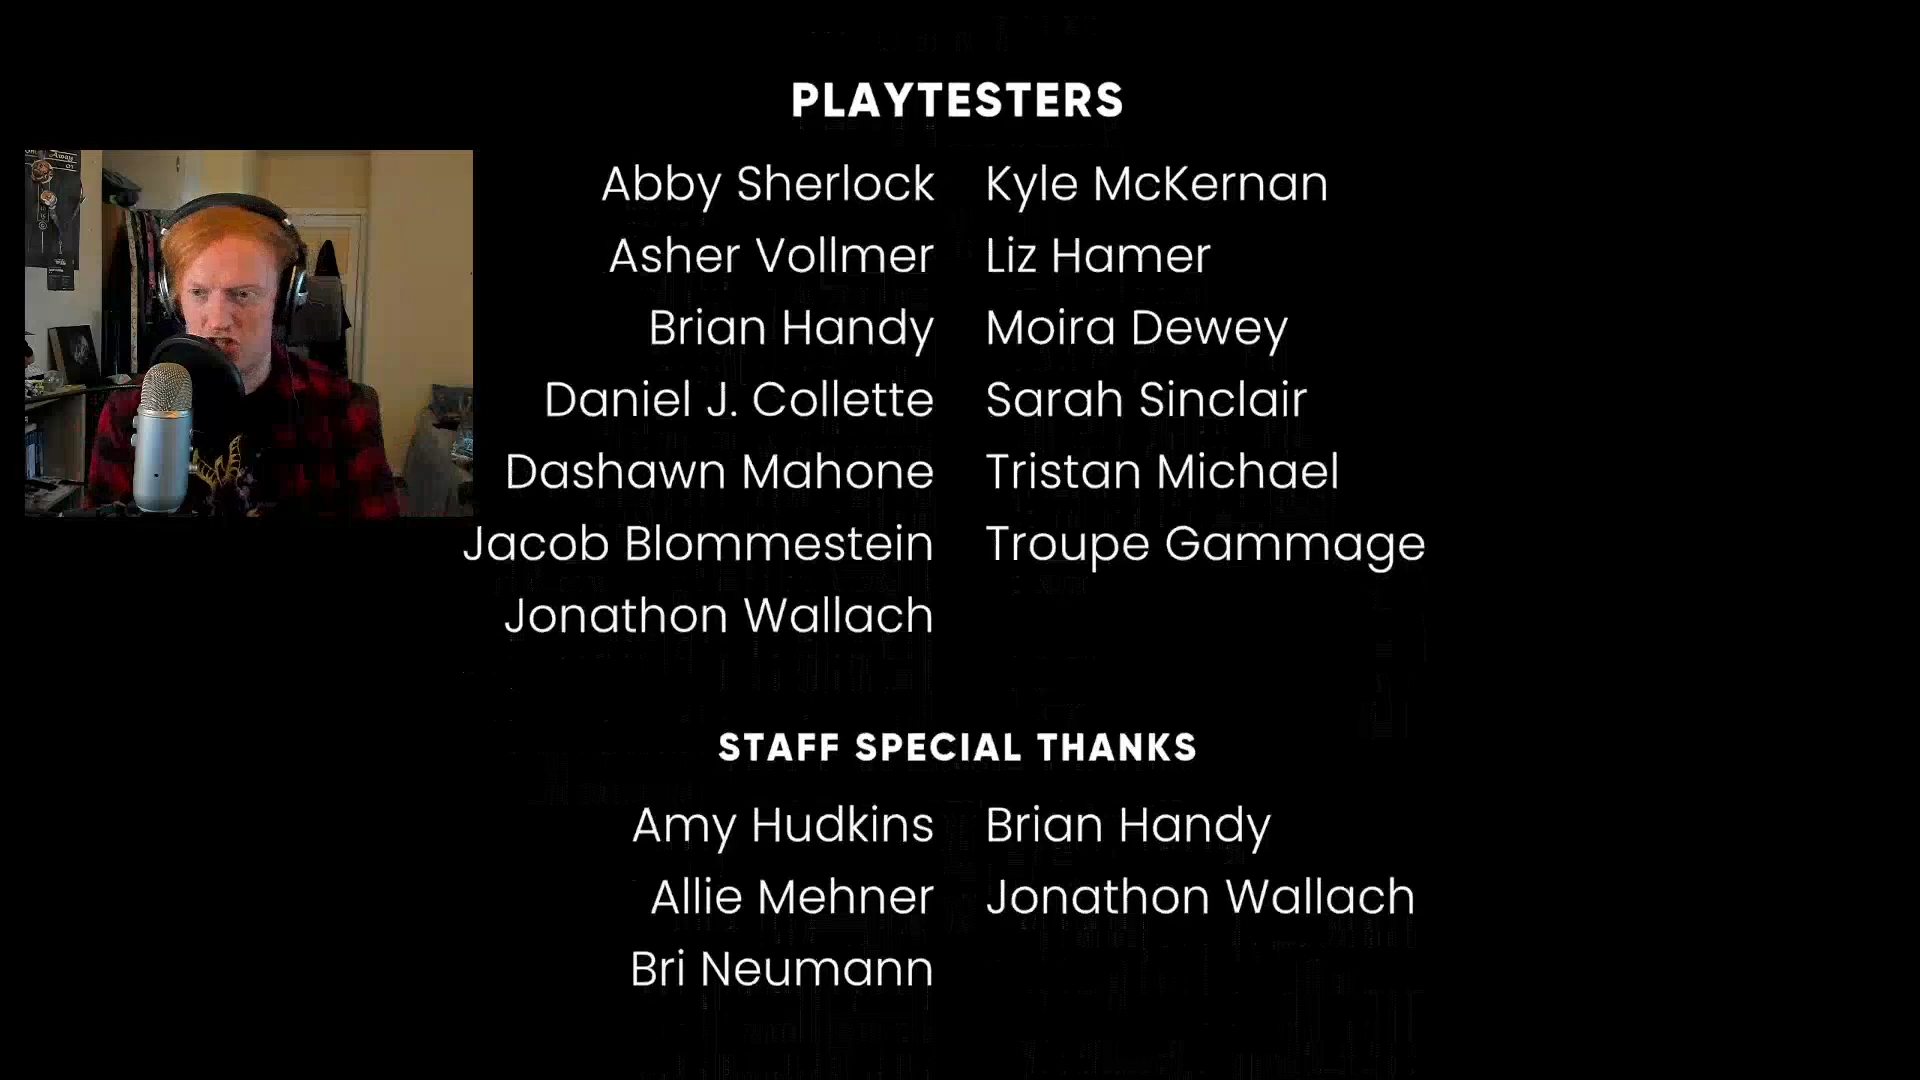 PLAYTESTERS
Abby Sherlock Kyle McKernan
Asher Vollmer Liz Hamer
Brian Handy Moira Dewey
Daniel J. Collette Sarah Sinclair
Dashawn Mahone Tristan Michael
Jacob Blommestein Troupe Gammage
Jonathon Wallach
STAFF SPECIAL THANKS
Amy Hudkins Brian Handy
Allie Mehner Jonathon Wallach
Bri Neumann